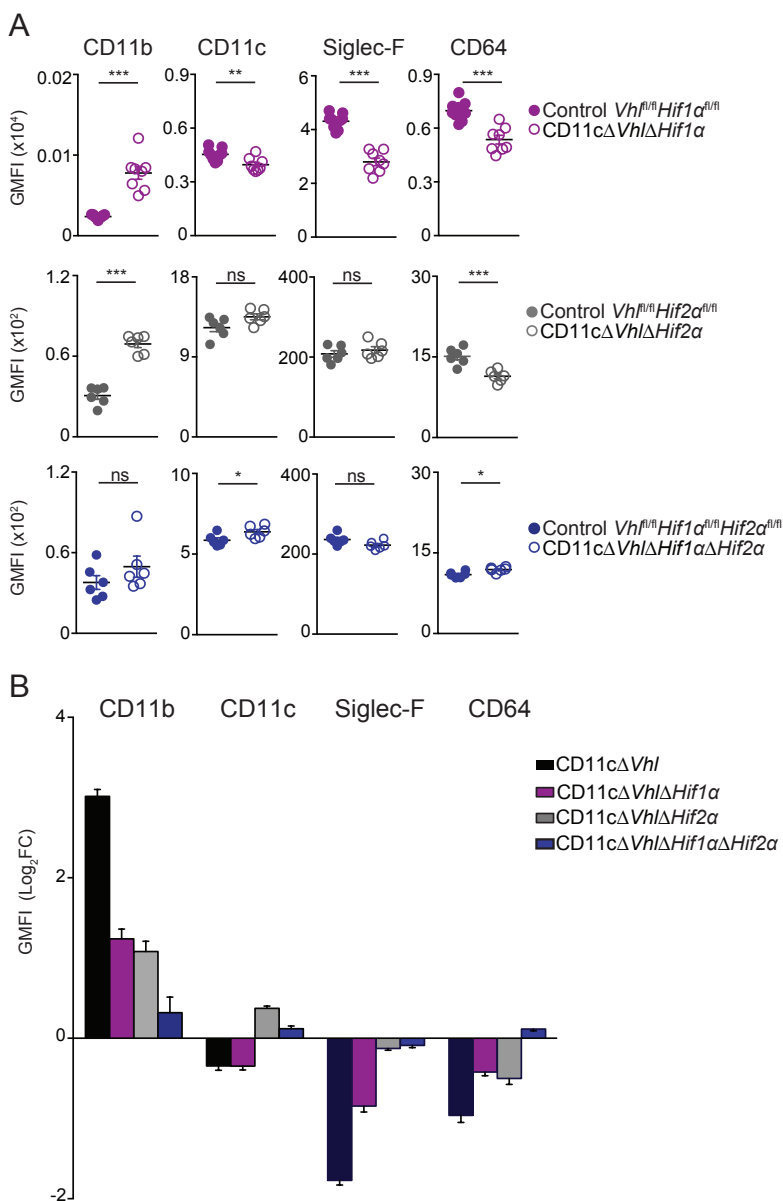 A
CD11b CD11c Siglec-F CD64
GMFI (x10⁴)
0.02
0.01
0
***
0.9
0.6
0.3
0
**
6
4
2
0
***
0.9
0.6
0.3
0
***
Control Vhlfl/flHif1αfl/fl
CD11cΔVhlΔHif1α
GMFI (x10²)
1.2
0.6
0
***
18
9
0
ns
400
200
0
ns
30
15
0
***
Control Vhlfl/flHif2αfl/fl
CD11cΔVhlΔHif2α
GMFI (x10²)
1.2
0.6
0
ns
10
5
0
*
400
200
0
ns
30
15
0
*
Control Vhlfl/flHif1αfl/flHif2αfl/fl
CD11cΔVhlΔHif1αΔHif2α
B
CD11b CD11c Siglec-F CD64
GMFI (Log₂FC)
4
2
0
-2
CD11cΔVhl
CD11cΔVhlΔHif1α
CD11cΔVhlΔHif2α
CD11cΔVhlΔHif1αΔHif2α